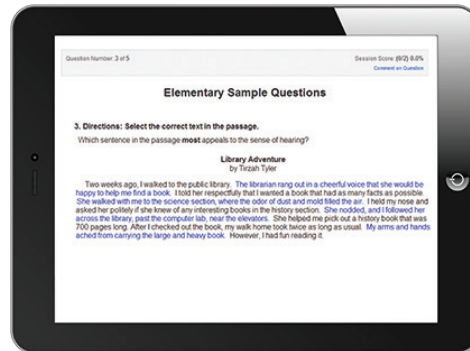 Question Number: 3 of 5
Session Score: (0/2) 0.0%
Comment on Question
Elementary Sample Questions
3. Directions: Select the correct text in the passage.
Which sentence in the passage most appeals to the sense of hearing?
Library Adventure
by Tirzah Tyler
Two weeks ago, I walked to the public library. The librarian rang out in a cheerful voice that she would be
happy to help me find a book. I told her respectfully that I wanted a book that had as many facts as possible.
She walked with me to the science section, where the odor of dust and mold filled the air. I held my nose and
asked her politely if she knew of any interesting books in the history section. She nodded, and I followed her
across the library, past the computer lab, near the elevators. She helped me pick out a history book that was
700 pages long. After I checked out the book, my walk home took twice as long as usual. My arms and hands
ached from carrying the large and heavy book. However, I had fun reading it.